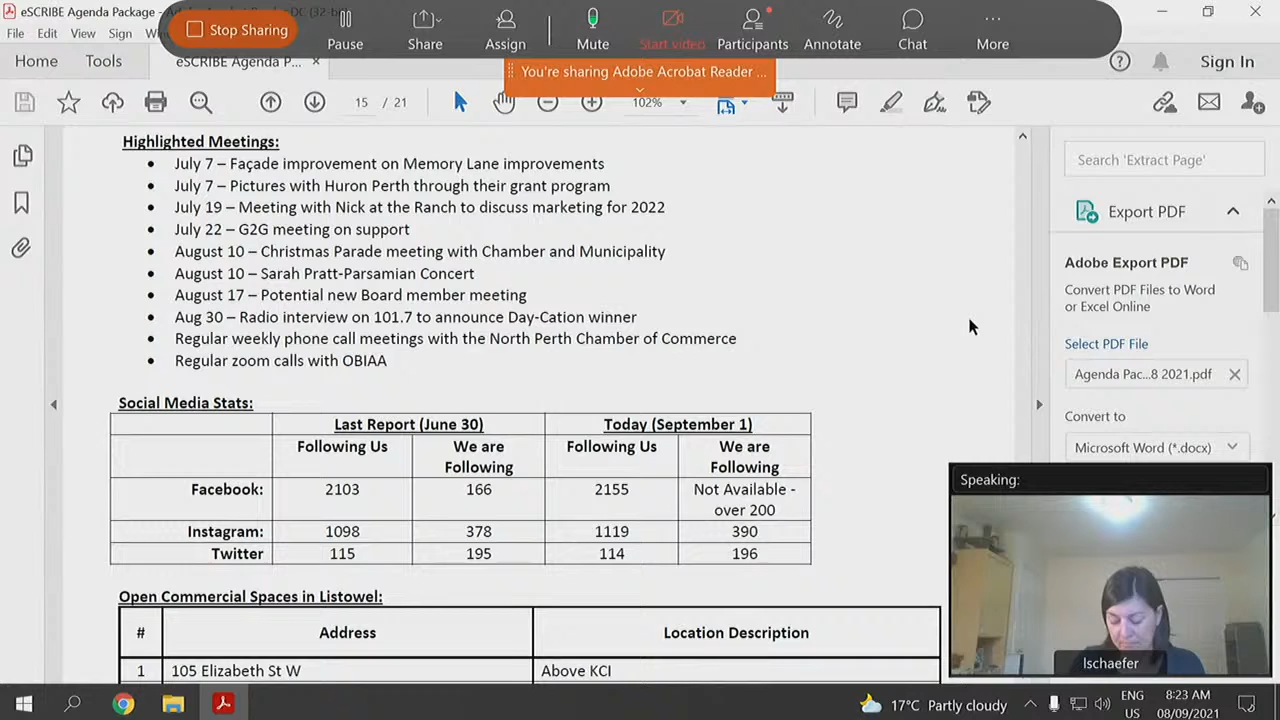 eSCRIBE Agenda Package -
File Edit View Sign
Stop Sharing
Pause
Share
Assign
Mute
Start video
Participants
Annotate
Chat
More
You're sharing Adobe Acrobat Reader ...
Home Tools eSCRIBE Agenda P... × Sign In
15 / 21
102%
Highlighted Meetings:
• July 7 – Façade improvement on Memory Lane improvements
• July 7 – Pictures with Huron Perth through their grant program
• July 19 – Meeting with Nick at the Ranch to discuss marketing for 2022
• July 22 – G2G meeting on support
• August 10 – Christmas Parade meeting with Chamber and Municipality
• August 10 – Sarah Pratt-Parsamian Concert
• August 17 – Potential new Board member meeting
• Aug 30 – Radio interview on 101.7 to announce Day-Cation winner
• Regular weekly phone call meetings with the North Perth Chamber of Commerce
• Regular zoom calls with OBIAA
Social Media Stats:
Last Report (June 30) Today (September 1)
Following Us We are Following Following Us We are Following
Facebook: 2103 166 2155 Not Available - over 200
Instagram: 1098 378 1119 390
Twitter 115 195 114 196
Open Commercial Spaces in Listowel:
# Address Location Description
1 105 Elizabeth St W Above KCI
Search 'Extract Page'
Export PDF
Adobe Export PDF
Convert PDF Files to Word
or Excel Online
Select PDF File
Agenda Pac...8 2021.pdf
Convert to
Microsoft Word (*.docx)
Speaking:
lschaefer
17°C Partly cloudy
ENG
US
8:23 AM
08/09/2021